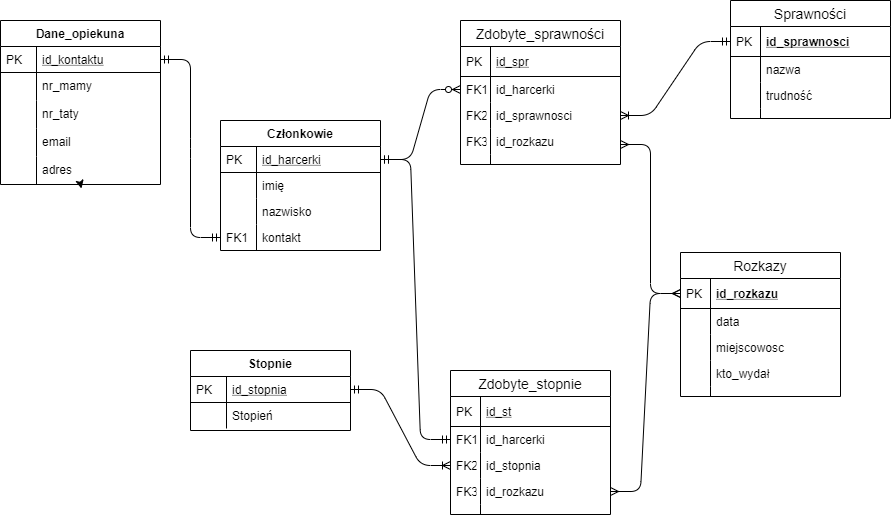 Dane_opiekuna
PK id_kontaktu
nr_mamy
nr_taty
email
adres
Członkowie
PK id_harcerki
imię
nazwisko
FK1 kontakt
Zdobyte_sprawności
PK id_spr
FK1 id_harcerki
FK2 id_sprawnosci
FK3 id_rozkazu
Sprawności
PK id_sprawnosci
nazwa
trudność
Rozkazy
PK id_rozkazu
data
miejscowosc
kto_wydał
Stopnie
PK id_stopnia
Stopień
Zdobyte_stopnie
PK id_st
FK1 id_harcerki
FK2 id_stopnia
FK3 id_rozkazu